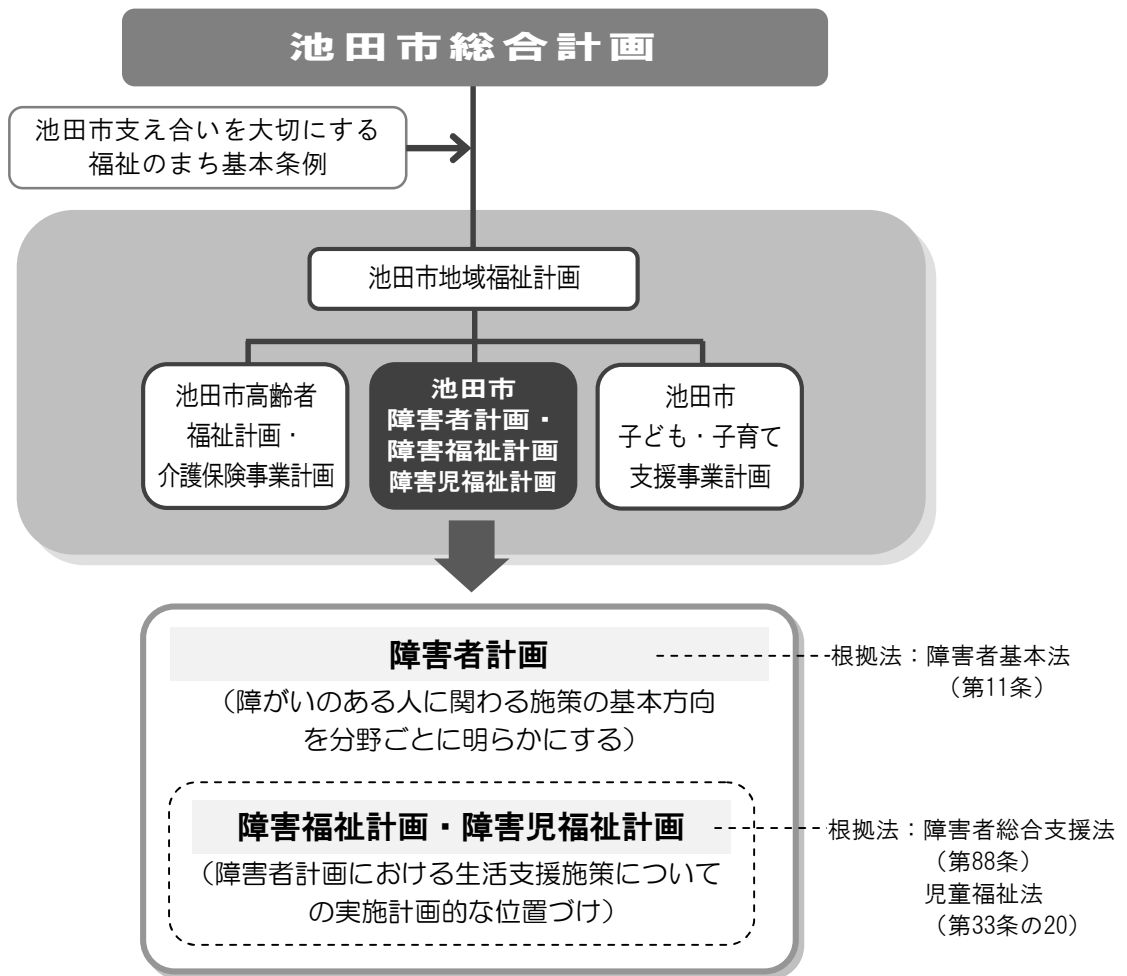 池田市総合計画
池田市支え合いを大切にする
福祉のまち基本条例
池田市地域福祉計画
池田市高齢者
福祉計画・
介護保険事業計画
池田市
障害者計画・
障害福祉計画
障害児福祉計画
池田市
子ども・子育て
支援事業計画
障害者計画
（障がいのある人に関わる施策の基本方向
を分野ごとに明らかにする）
根拠法：障害者基本法
（第11条）
障害福祉計画・障害児福祉計画
（障害者計画における生活支援施策について
の実施計画的な位置づけ）
根拠法：障害者総合支援法
（第88条）
児童福祉法
（第33条の20）